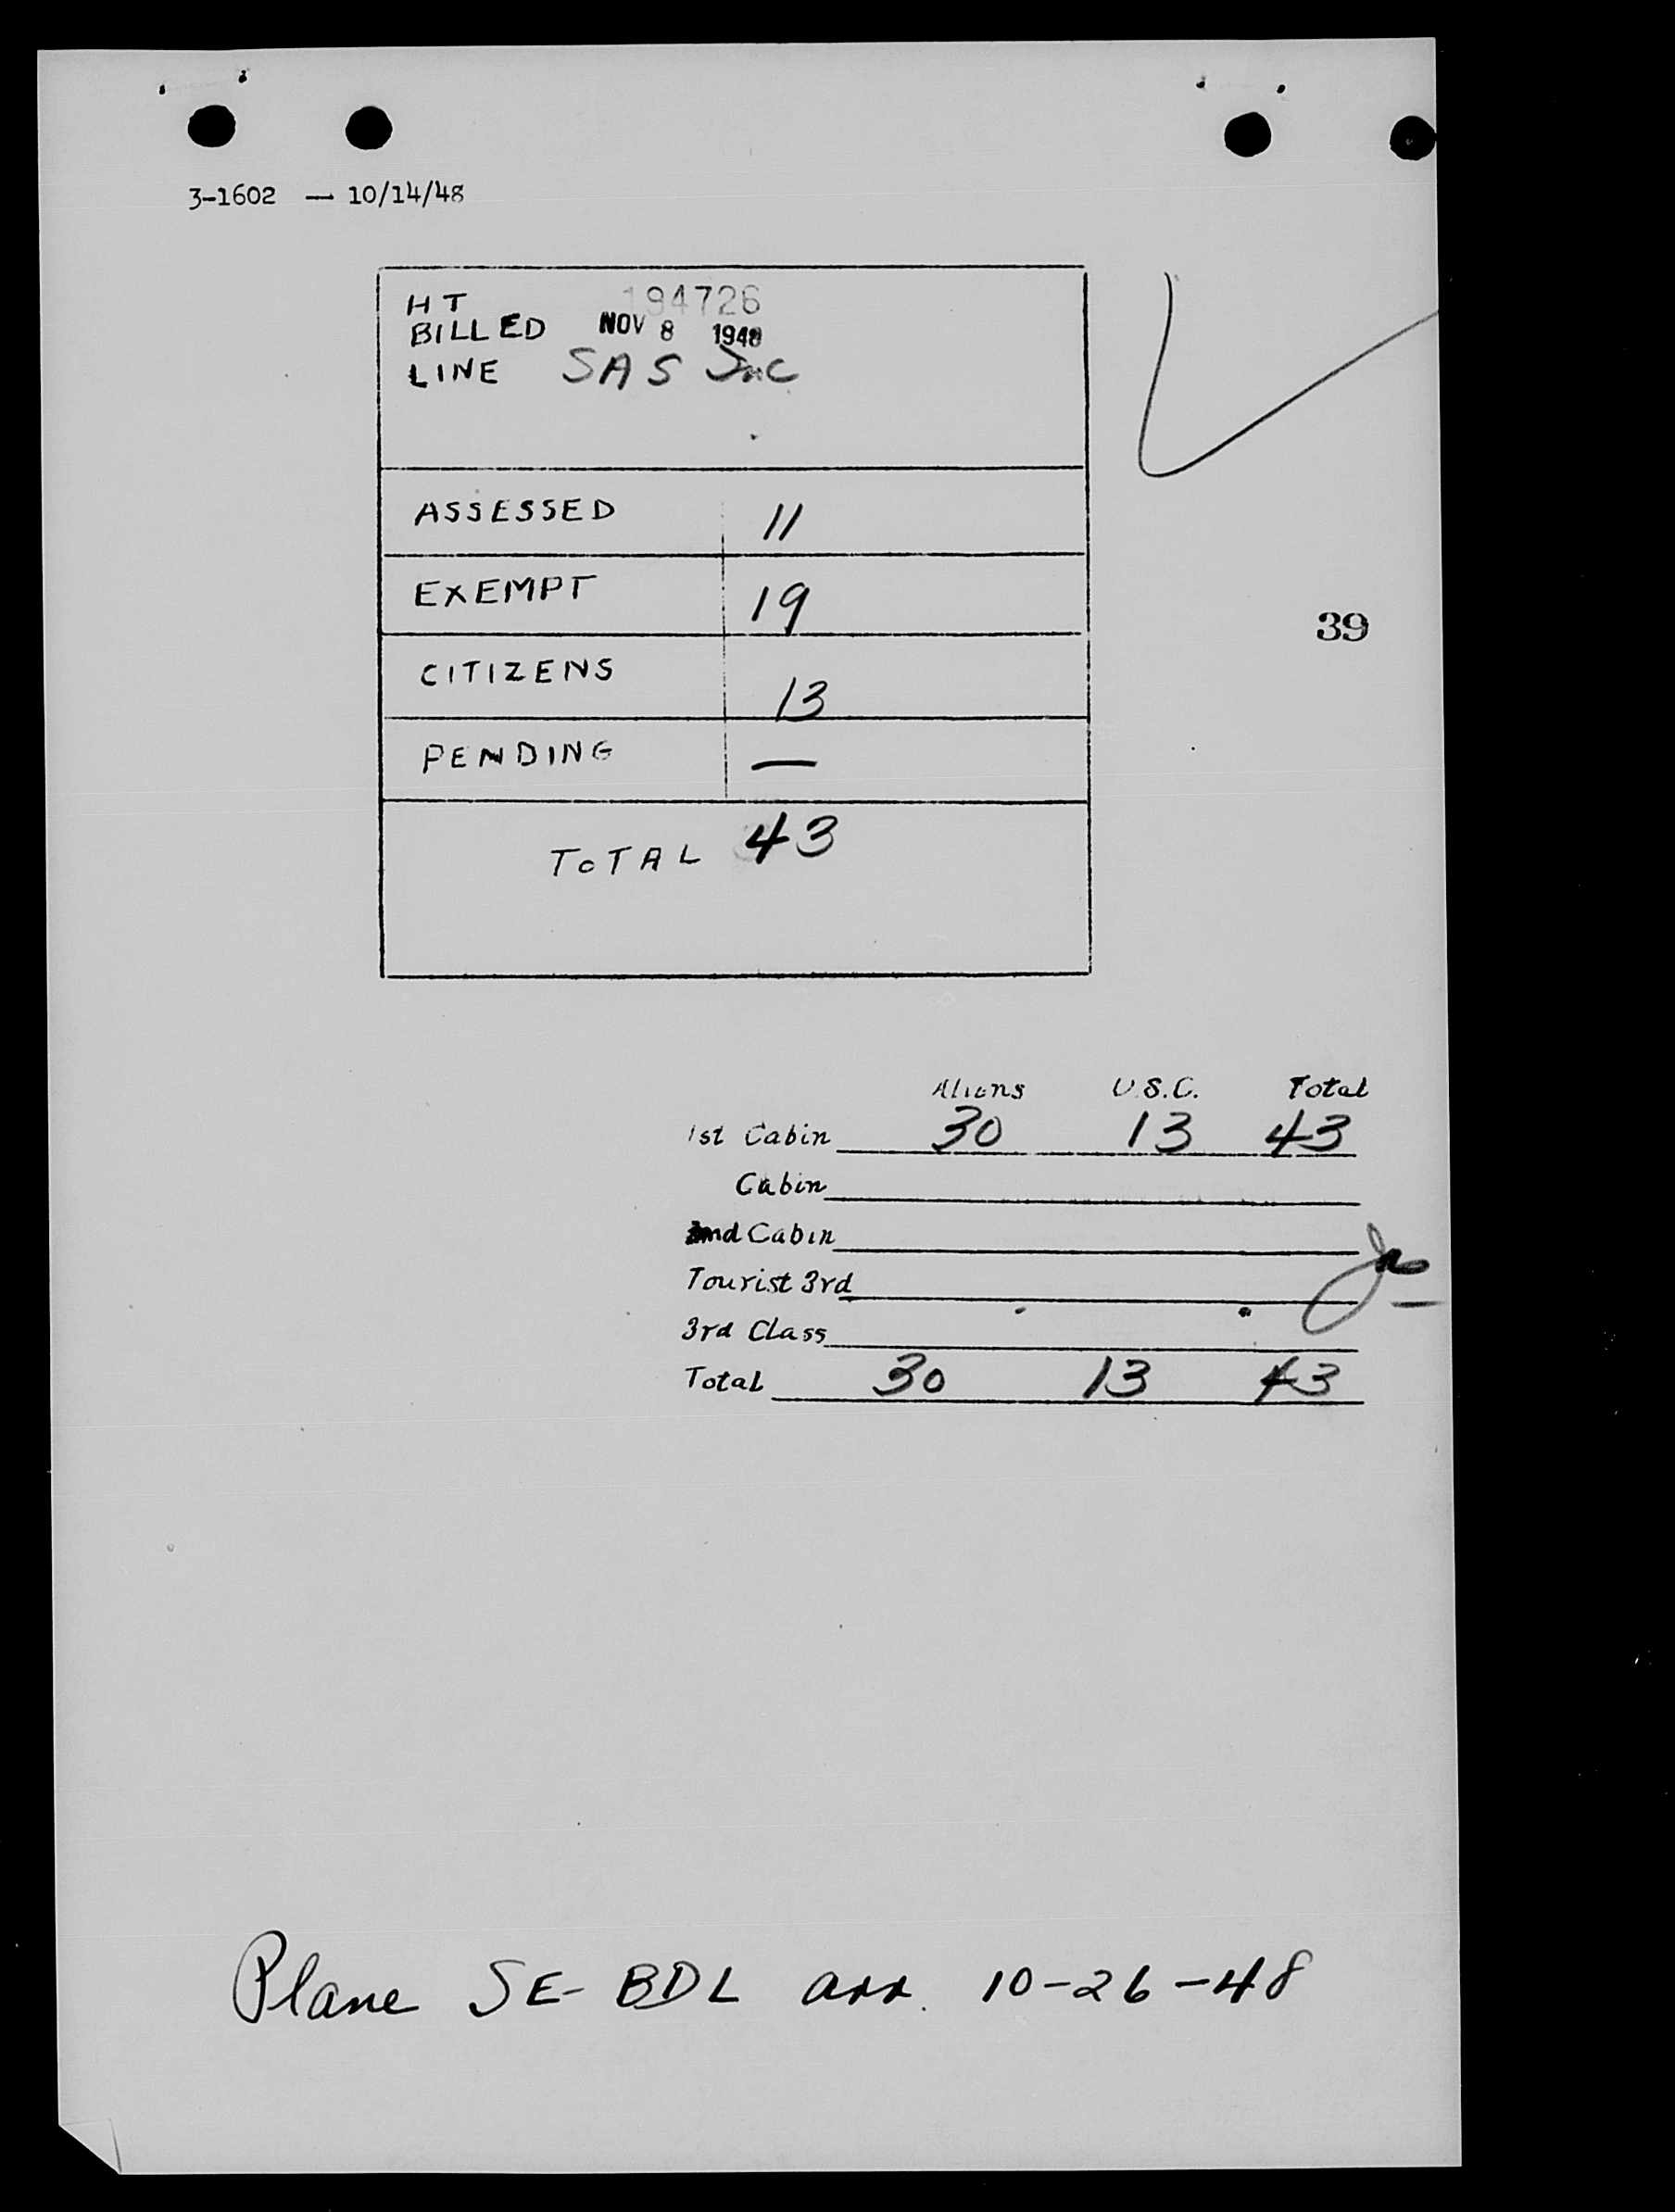 3-1602 — 10/14/48
HT 194726
BILLED NOV 8 1948
LINE SAS Inc
ASSESSED 11
EXEMPT 19
39
CITIZENS 13
PENDING —
TOTAL 43
Aliens U.S.C. Total
1st Cabin 30 13 43
Cabin
2nd Cabin
Tourist 3rd
3rd Class
Total 30 13 43
Plane SE-BDL arr. 10-26-48